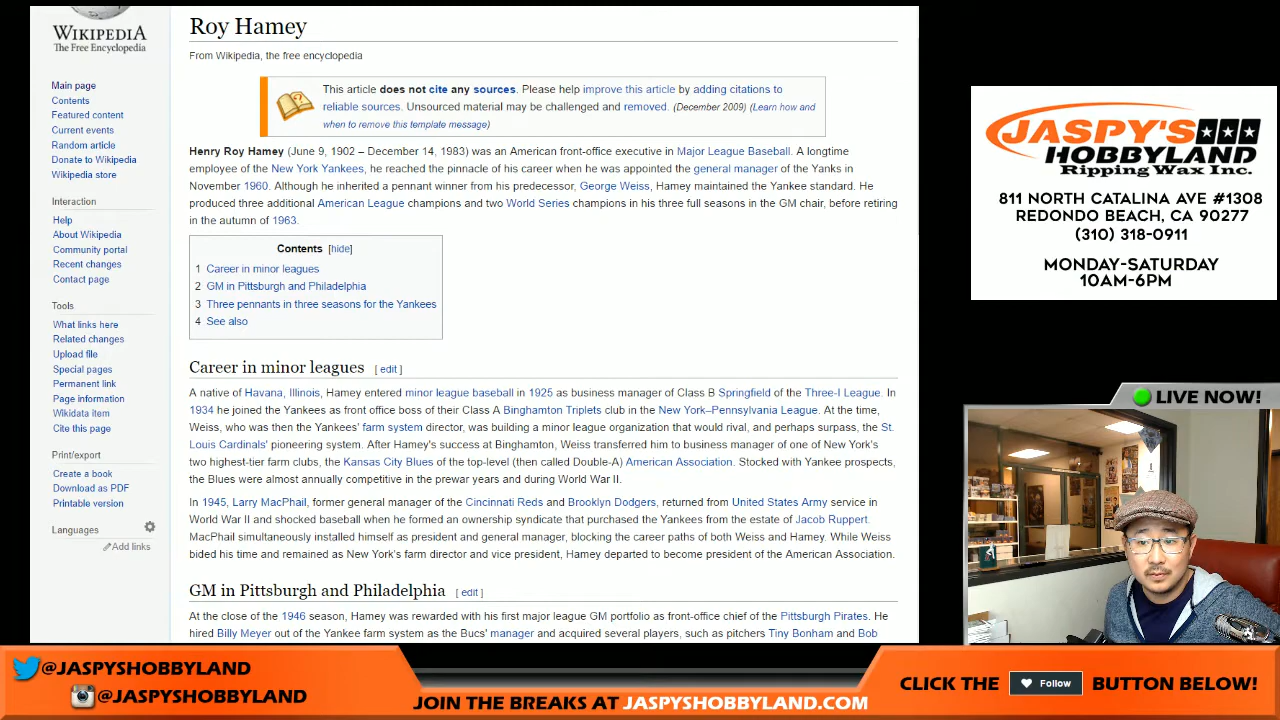 WIKIPEDIA
The Free Encyclopedia
Main page
Contents
Featured content
Current events
Random article
Donate to Wikipedia
Wikipedia store
Interaction
Help
About Wikipedia
Community portal
Recent changes
Contact page
Tools
What links here
Related changes
Upload file
Special pages
Permanent link
Page information
Wikidata item
Cite this page
Print/export
Create a book
Download as PDF
Printable version
Languages
Add links
Roy Hamey
From Wikipedia, the free encyclopedia
This article does not cite any sources. Please help improve this article by adding citations to
reliable sources. Unsourced material may be challenged and removed. (December 2009) (Learn how and
when to remove this template message)
Henry Roy Hamey (June 9, 1902 – December 14, 1983) was an American front-office executive in Major League Baseball. A longtime
employee of the New York Yankees, he reached the pinnacle of his career when he was appointed the general manager of the Yanks in
November 1960. Although he inherited a pennant winner from his predecessor, George Weiss, Hamey maintained the Yankee standard. He
produced three additional American League champions and two World Series champions in his three full seasons in the GM chair, before retiring
in the autumn of 1963.
Contents [hide]
1 Career in minor leagues
2 GM in Pittsburgh and Philadelphia
3 Three pennants in three seasons for the Yankees
4 See also
Career in minor leagues [ edit ]
A native of Havana, Illinois, Hamey entered minor league baseball in 1925 as business manager of Class B Springfield of the Three-I League. In
1934 he joined the Yankees as front office boss of their Class A Binghamton Triplets club in the New York–Pennsylvania League. At the time,
Weiss, who was then the Yankees' farm system director, was building a minor league organization that would rival, and perhaps surpass, the St.
Louis Cardinals' pioneering system. After Hamey's success at Binghamton, Weiss transferred him to business manager of one of New York's
two highest-tier farm clubs, the Kansas City Blues of the top-level (then called Double-A) American Association. Stocked with Yankee prospects,
the Blues were almost annually competitive in the prewar years and during World War II.
In 1945, Larry MacPhail, former general manager of the Cincinnati Reds and Brooklyn Dodgers, returned from United States Army service in
World War II and shocked baseball when he formed an ownership syndicate that purchased the Yankees from the estate of Jacob Ruppert.
MacPhail simultaneously installed himself as president and general manager, blocking the career paths of both Weiss and Hamey. While Weiss
bided his time and remained as New York's farm director and vice president, Hamey departed to become president of the American Association.
GM in Pittsburgh and Philadelphia [ edit ]
At the close of the 1946 season, Hamey was rewarded with his first major league GM portfolio as front-office chief of the Pittsburgh Pirates. He
hired Billy Meyer out of the Yankee farm system as the Bucs' manager and acquired several players, such as pitchers Tiny Bonham and Bob
JASPY'S
HOBBYLAND
Ripping Wax Inc.
811 NORTH CATALINA AVE #1308
REDONDO BEACH, CA 90277
(310) 318-0911
MONDAY-SATURDAY
10AM-6PM
LIVE NOW!
@JASPYSHOBBYLAND
@JASPYSHOBBYLAND
JOIN THE BREAKS AT JASPYSHOBBYLAND.COM
CLICK THE Follow BUTTON BELOW!